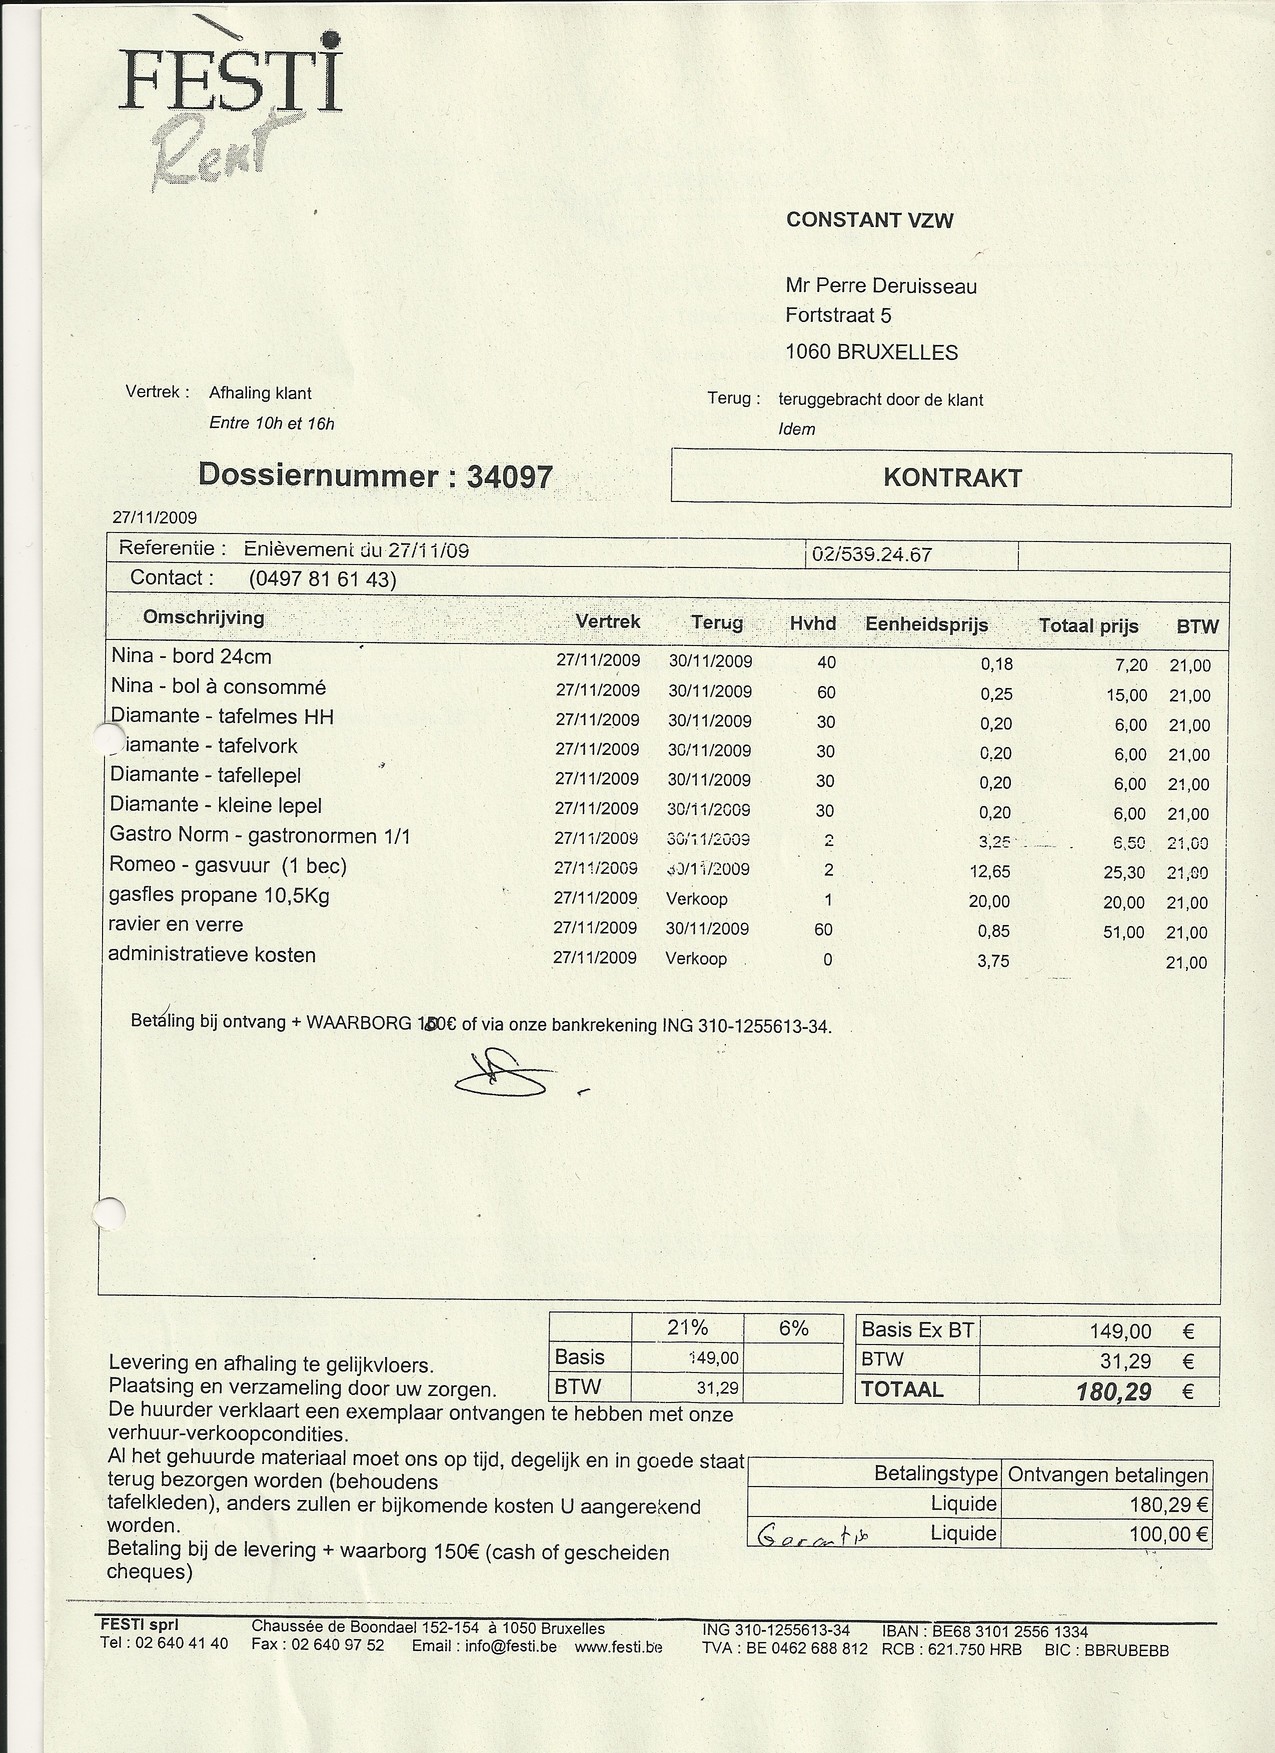 FESTi
Rent
CONSTANT VZW
Mr Perre Deruisseau
Fortstraat 5
1060 BRUXELLES
Vertrek : Afhaling klant
Entre 10h et 16h
Terug : teruggebracht door de klant
Idem
Dossiernummer : 34097
KONTRAKT
27/11/2009
Referentie : Enlèvement du 27/11/09 02/539.24.67
Contact : (0497 81 61 43)
Omschrijving Vertrek Terug Hvhd Eenheidsprijs Totaal prijs BTW
Nina - bord 24cm 27/11/2009 30/11/2009 40 0,18 7,20 21,00
Nina - bol à consommé 27/11/2009 30/11/2009 60 0,25 15,00 21,00
Diamante - tafelmes HH 27/11/2009 30/11/2009 30 0,20 6,00 21,00
iamante - tafelvork 27/11/2009 30/11/2009 30 0,20 6,00 21,00
Diamante - tafellepel 27/11/2009 30/11/2009 30 0,20 6,00 21,00
Diamante - kleine lepel 27/11/2009 30/11/2009 30 0,20 6,00 21,00
Gastro Norm - gastronormen 1/1 27/11/2009 30/11/2009 2 3,25 6,50 21,00
Romeo - gasvuur (1 bec) 27/11/2009 30/11/2009 2 12,65 25,30 21,00
gasfles propane 10,5Kg 27/11/2009 Verkoop 1 20,00 20,00 21,00
ravier en verre 27/11/2009 30/11/2009 60 0,85 51,00 21,00
administratieve kosten 27/11/2009 Verkoop 0 3,75 21,00
Betaling bij ontvang + WAARBORG of via onze bankrekening ING 310-1255613-34.
21% 6%
Basis 149,00
BTW 31,29
Basis Ex BT 149,00 €
BTW 31,29 €
TOTAAL 180,29 €
Levering en afhaling te gelijkvloers.
Plaatsing en verzameling door uw zorgen.
De huurder verklaart een exemplaar ontvangen te hebben met onze
verhuur-verkoopcondities.
Al het gehuurde materiaal moet ons op tijd, degelijk en in goede staat
terug bezorgen worden (behoudens
tafelkleden), anders zullen er bijkomende kosten U aangerekend
worden.
Betaling bij de levering + waarborg 150€ (cash of gescheiden
cheques)
Betalingstype Ontvangen betalingen
Liquide 180,29 €
Garantie Liquide 100,00 €
FESTI sprl Chaussée de Boondael 152-154 à 1050 Bruxelles ING 310-1255613-34 IBAN : BE68 3101 2556 1334
Tel : 02 640 41 40 Fax : 02 640 97 52 Email : info@festi.be www.festi.be TVA : BE 0462 688 812 RCB : 621.750 HRB BIC : BBRUBEBB